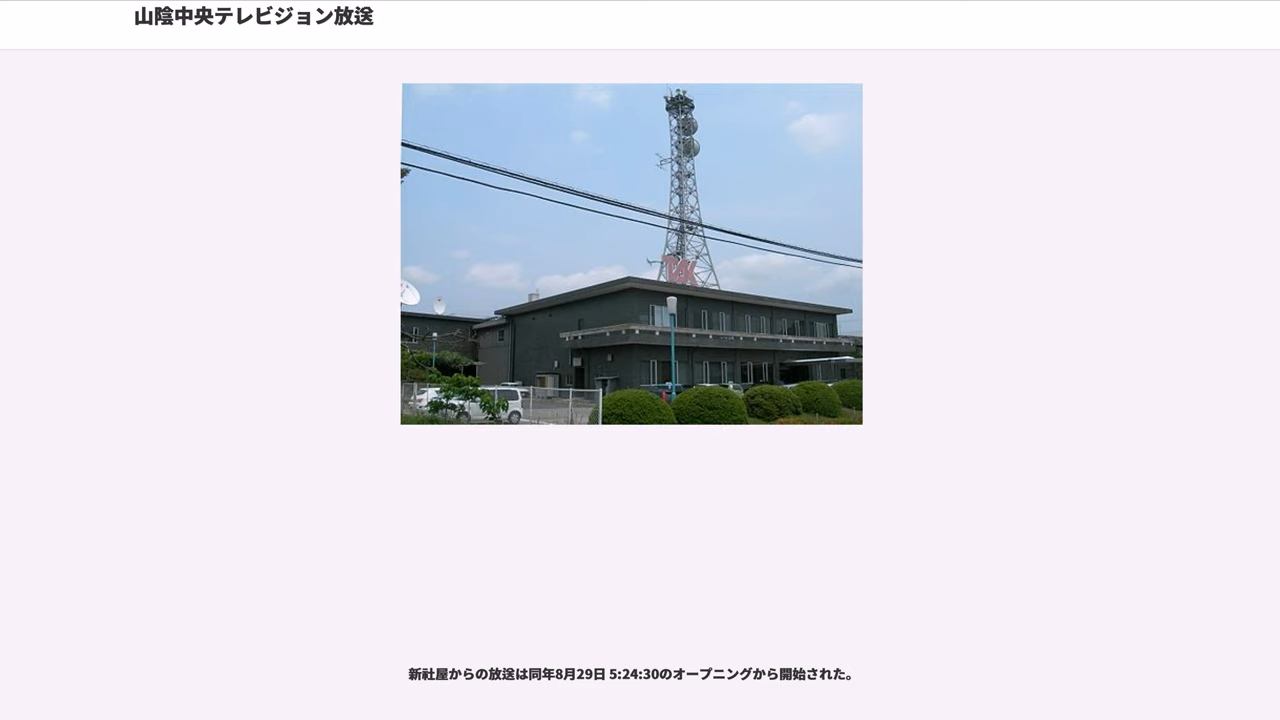 山陰中央テレビジョン放送
新社屋からの放送は同年8月29日 5:24:30のオープニングから開始された。